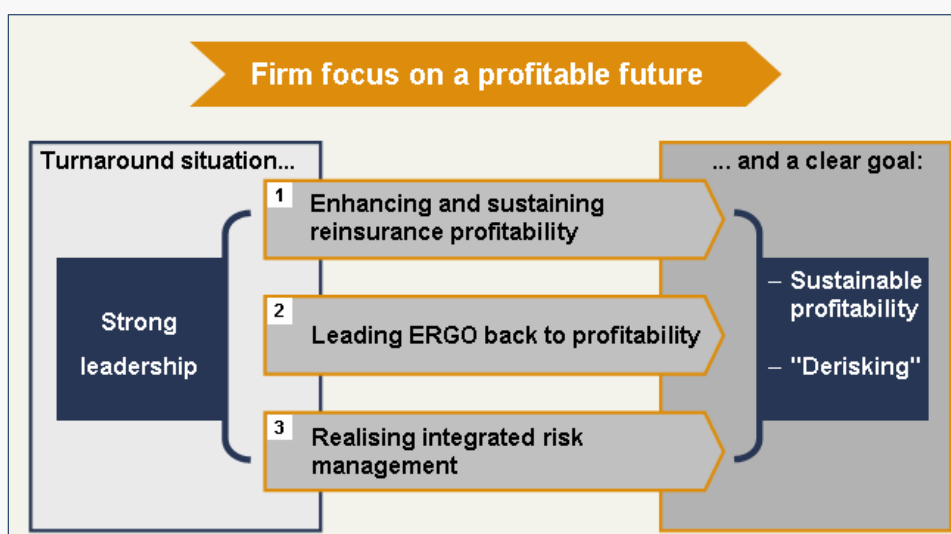 Firm focus on a profitable future
Turnaround situation...
... and a clear goal:
Strong
leadership
1
Enhancing and sustaining
reinsurance profitability
2
Leading ERGO back to profitability
3
Realising integrated risk
management
– Sustainable
profitability
– "Derisking"